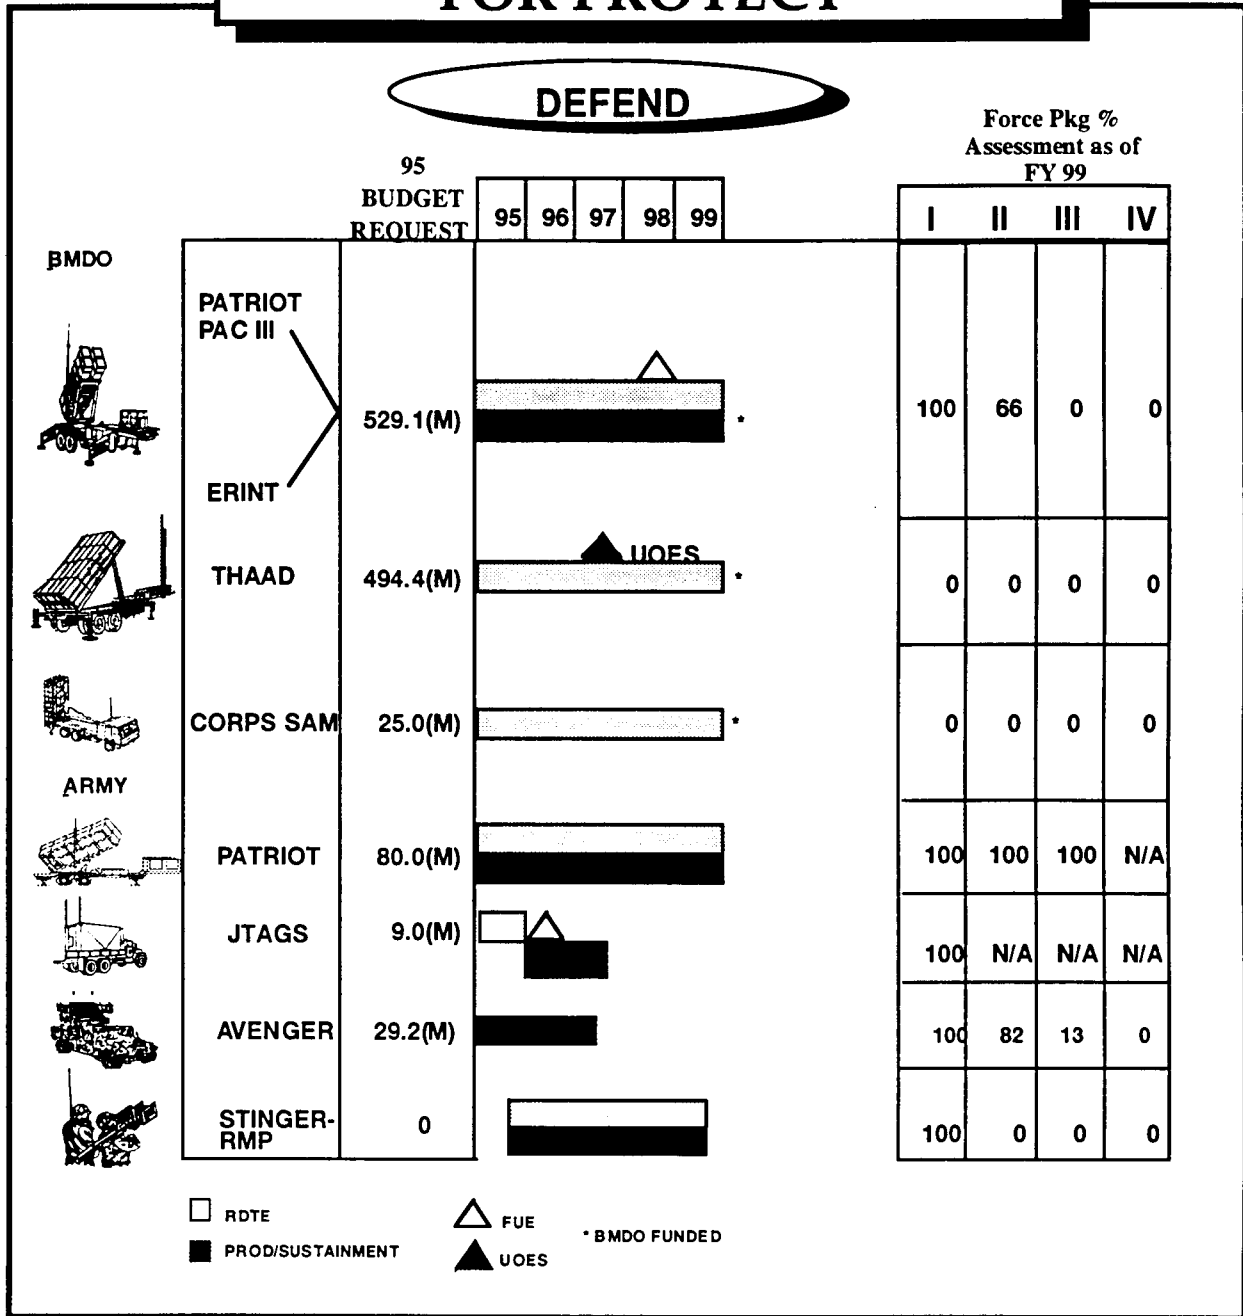 FOR PROTECT
DEFEND
Force Pkg %
Assessment as of
FY 99
95
BUDGET
REQUEST
95 96 97 98 99
I II III IV
BMDO
PATRIOT
PAC III
529.1(M) * 100 66 0 0
ERINT
UOES
THAAD 494.4(M) * 0 0 0 0
CORPS SAM 25.0(M) * 0 0 0 0
ARMY
PATRIOT 80.0(M) 100 100 100 N/A
JTAGS 9.0(M) 100 N/A N/A N/A
AVENGER 29.2(M) 100 82 13 0
STINGER-
RMP 0 100 0 0 0
RDTE FUE * BMDO FUNDED
PROD/SUSTAINMENT UOES